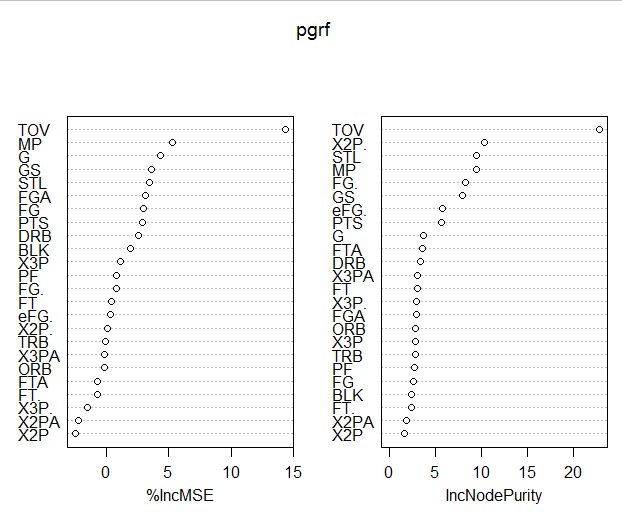 pgrf
TOV
MP
G
GS
STL
FGA
FG
PTS
DRB
BLK
X3P
PF
FG.
FT
eFG.
X2P.
TRB
X3PA
ORB
FTA
FT.
X3P.
X2PA
X2P
0 5 10 15
%IncMSE
TOV
X2P.
STL
MP
FG.
GS
eFG.
PTS
G
FTA
DRB
X3PA
FT
X3P.
FGA
ORB
X3P
TRB
PF
FG
BLK
FT.
X2PA
X2P
0 5 10 15 20
IncNodePurity